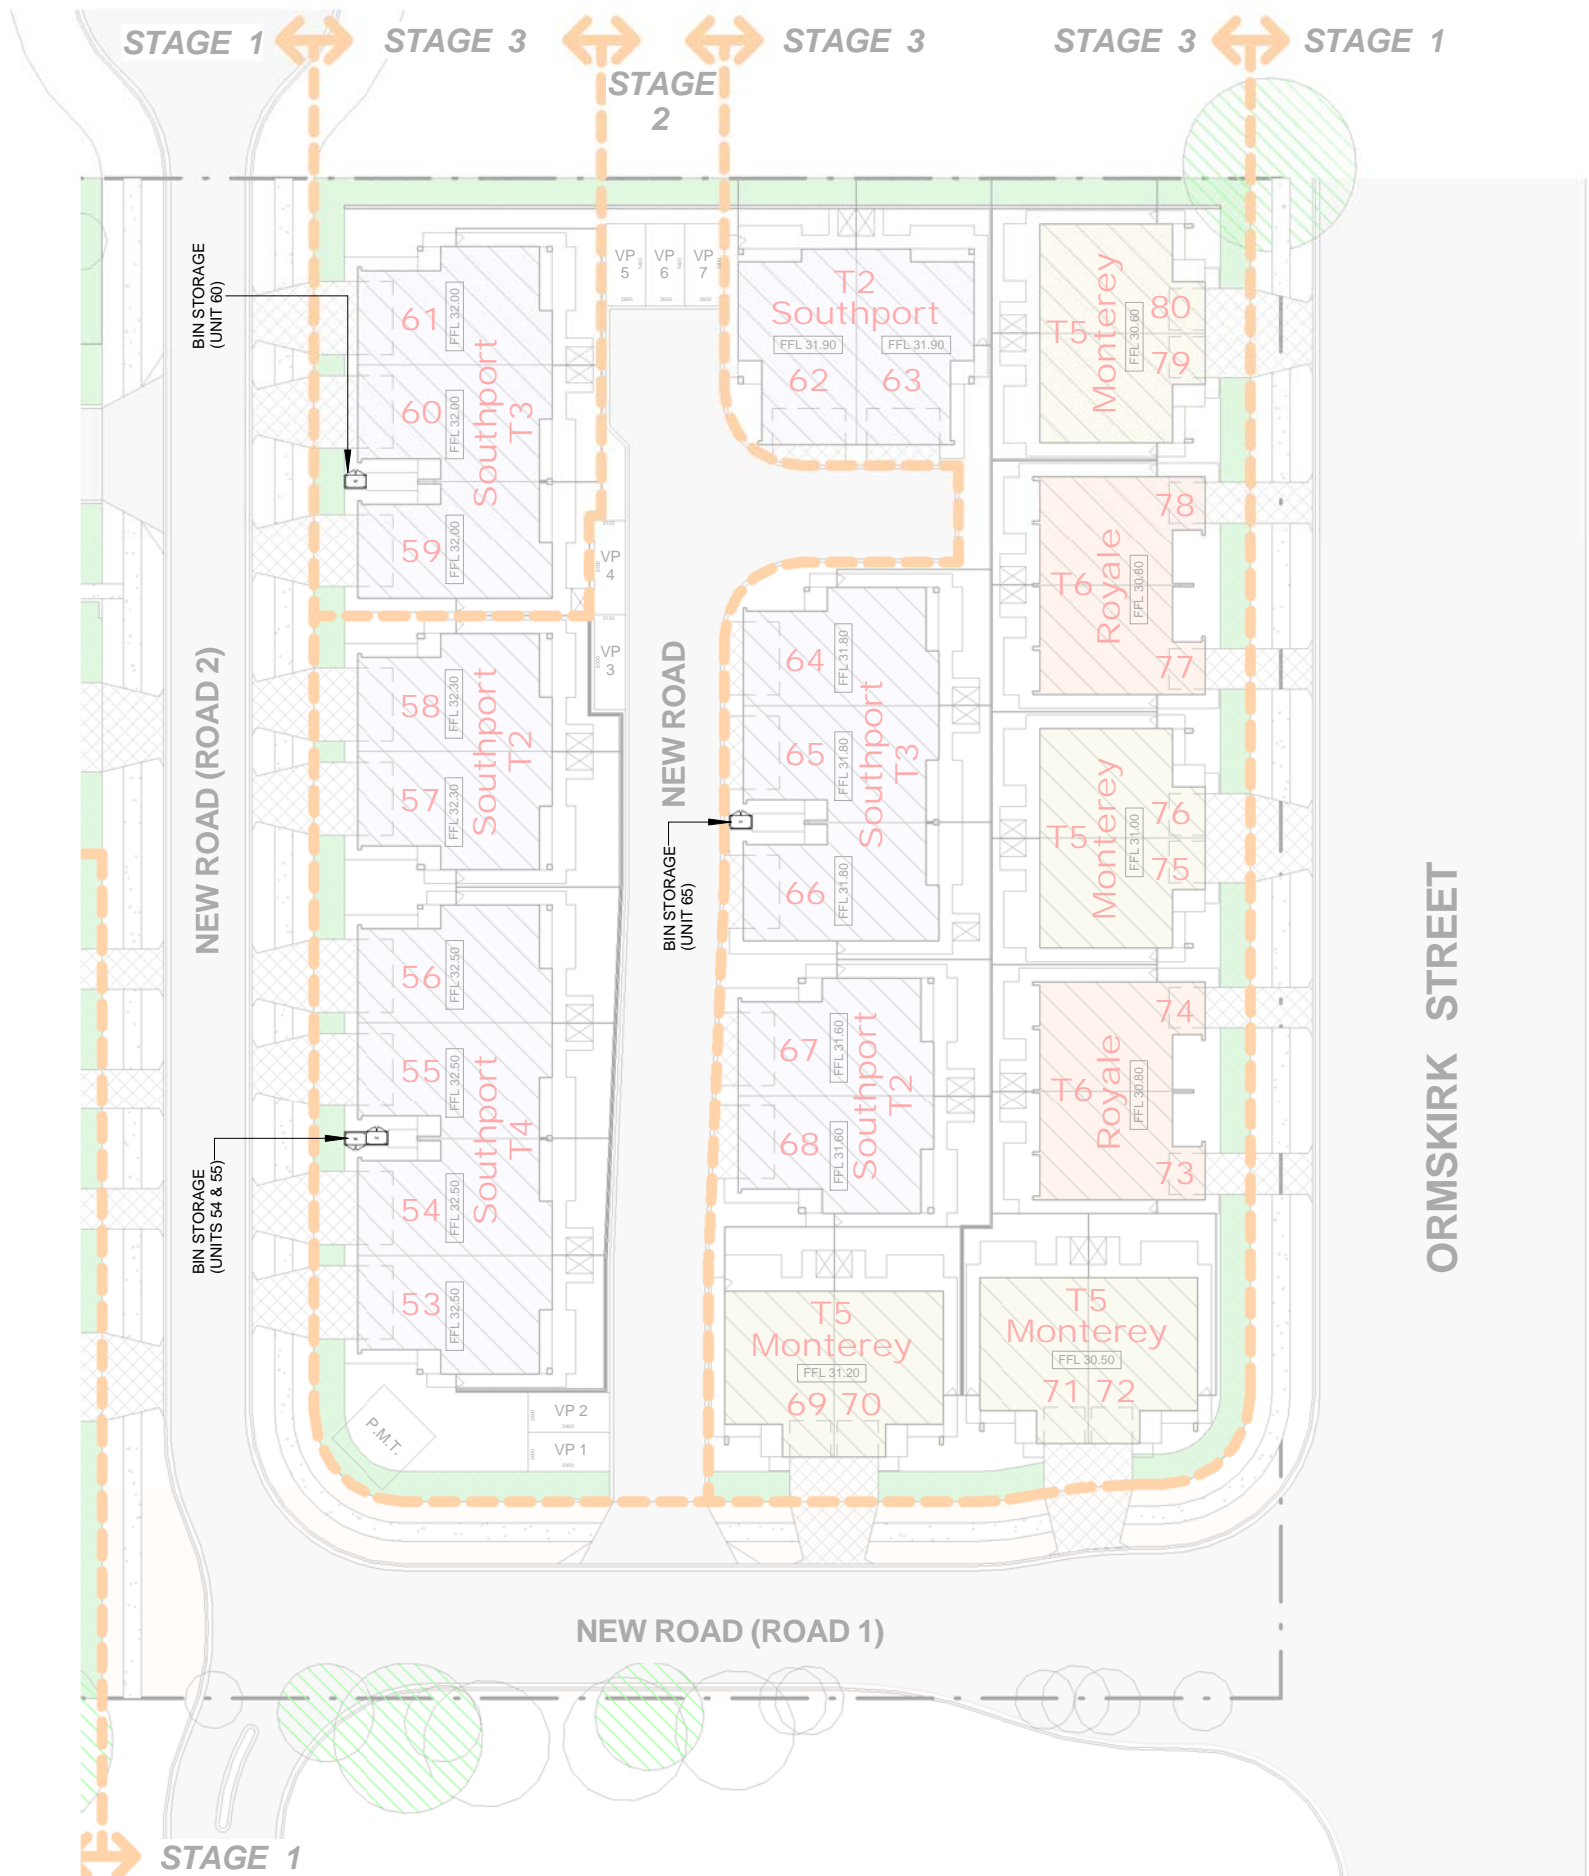 STAGE 1
STAGE 3
STAGE 2
STAGE 3
STAGE 3
STAGE 1
BIN STORAGE
(UNIT 60)
VP 5
VP 6
VP 7
61
FFL 32.00
60
FFL 32.00
59
FFL 32.00
Southport
T3
T2
Southport
FFL 31.90
FFL 31.90
62
63
T5
Monterey
FFL 30.60
80
79
T6
Royale
FFL 30.80
78
77
VP 4
VP 3
NEW ROAD (ROAD 2)
58
FFL 32.30
57
FFL 32.30
Southport
T2
NEW ROAD
64
FFL 31.80
65
FFL 31.80
66
FFL 31.80
Southport
T3
BIN STORAGE
(UNIT 65)
T5
Monterey
FFL 31.00
76
75
ORMSKIRK STREET
56
FFL 32.50
55
FFL 32.50
54
FFL 32.50
53
FFL 32.50
Southport
T4
BIN STORAGE
(UNITS 54 & 55)
67
FFL 31.60
68
FFL 31.60
Southport
T2
T6
Royale
FFL 30.80
74
73
T5
Monterey
FFL 31.20
69 70
T5
Monterey
FFL 30.50
71 72
P.M.T.
VP 2
VP 1
NEW ROAD (ROAD 1)
STAGE 1